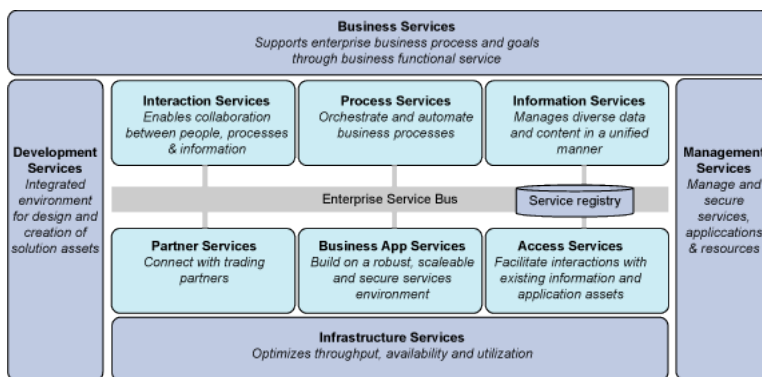 Business Services
Supports enterprise business process and goals
through business functional service
Development
Services
Integrated
environment
for design and
creation of
solution assets
Interaction Services
Enables collaboration
between people, processes
& information
Process Services
Orchestrate and automate
business processes
Information Services
Manages diverse data
and content in a unified
manner
Management
Services
Manage and
secure
services,
appliccations
& resources
Enterprise Service Bus
Service registry
Partner Services
Connect with trading
partners
Business App Services
Build on a robust, scaleable
and secure services
environment
Access Services
Facilitate interactions with
existing information and
application assets
Infrastructure Services
Optimizes throughput, availability and utilization